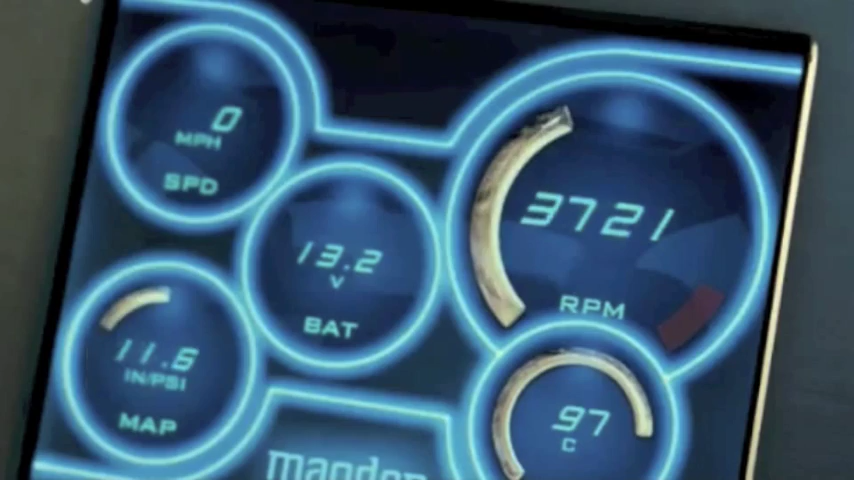 0
MPH
SPD
13.2
V
BAT
3721
RPM
11.6
IN/PSI
MAP
97
C